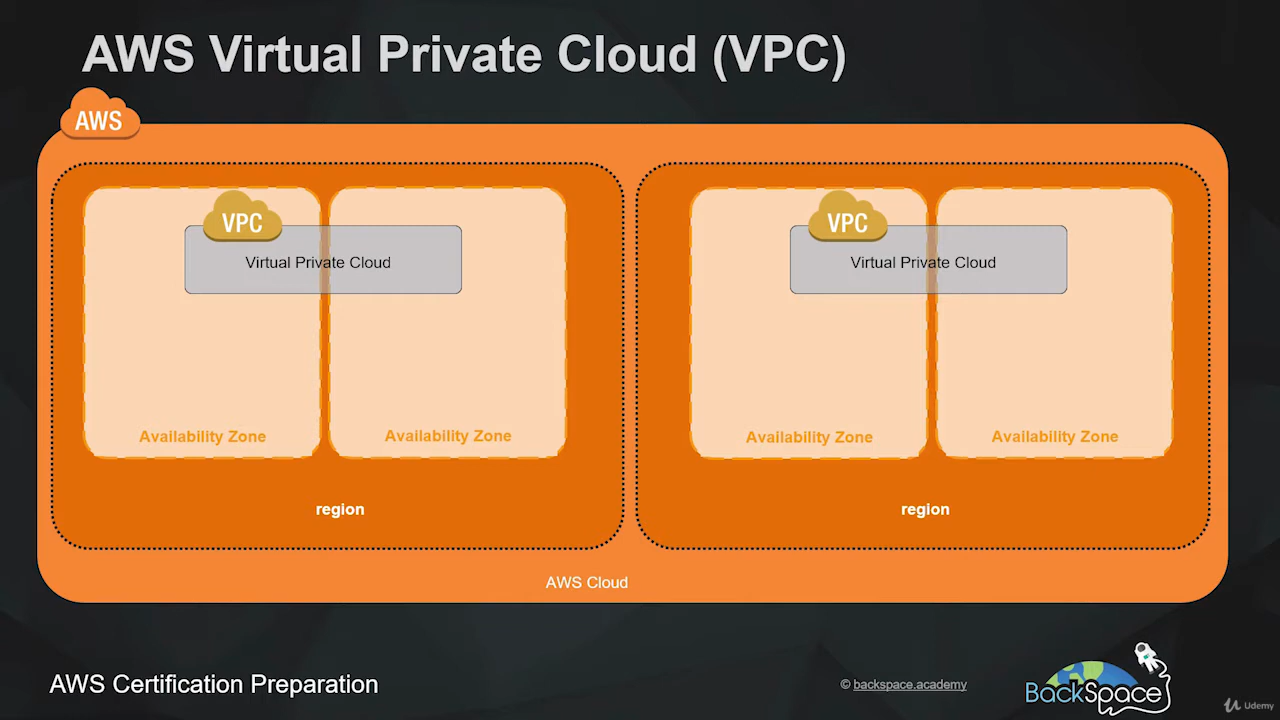 AWS Virtual Private Cloud (VPC)
AWS
VPC
Virtual Private Cloud
Availability Zone
Availability Zone
region
VPC
Virtual Private Cloud
Availability Zone
Availability Zone
region
AWS Cloud
AWS Certification Preparation
© backspace.academy
BackSpace
Udemy